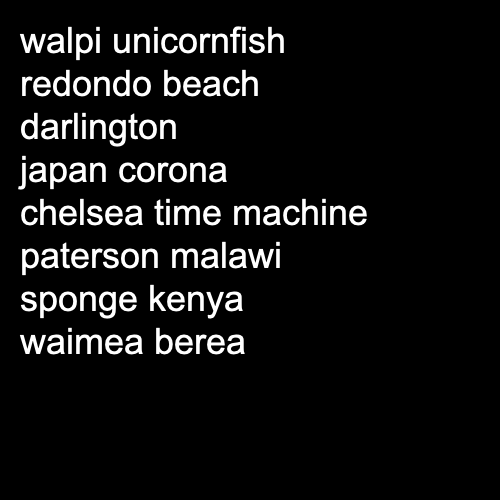 walpi unicornfish
redondo beach
darlington
japan corona
chelsea time machine
paterson malawi
sponge kenya
waimea berea